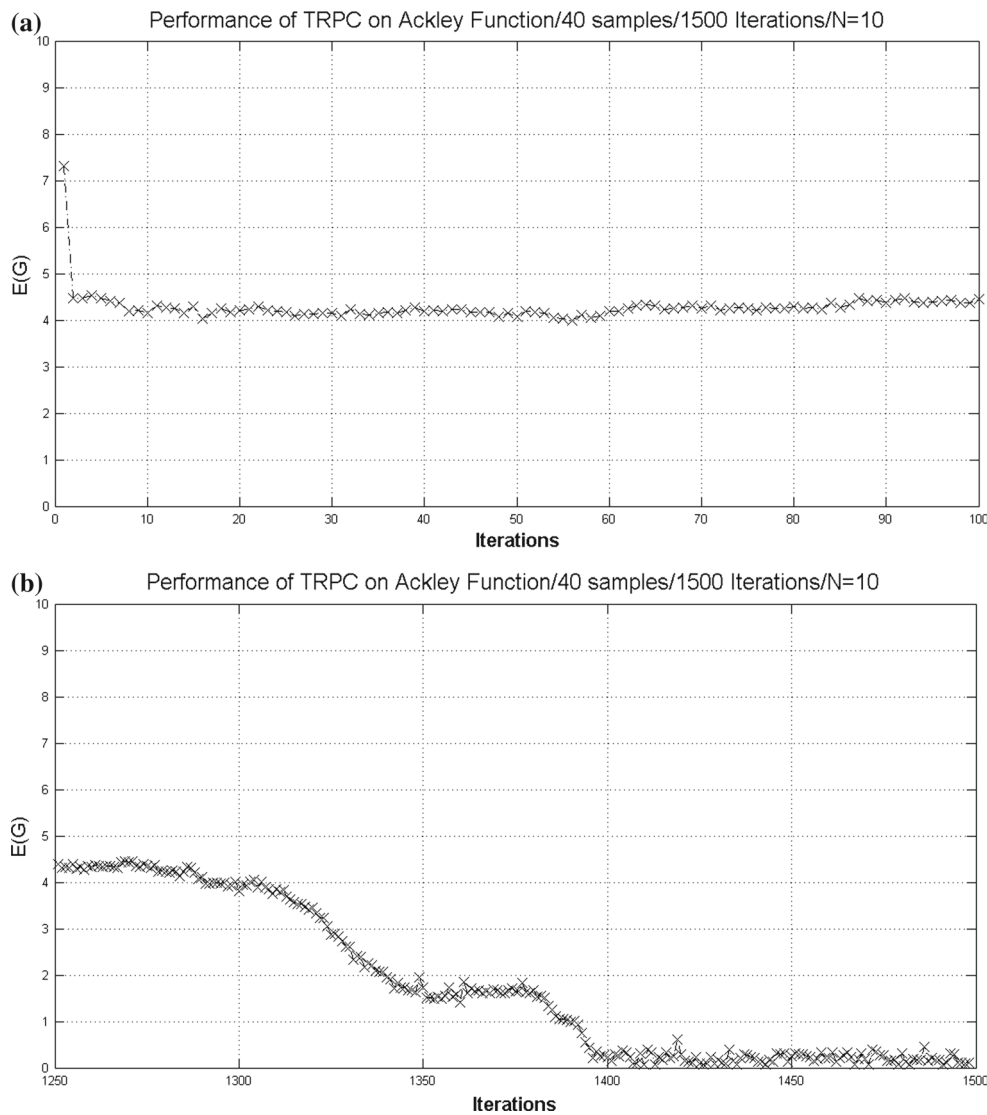 (a) Performance of TRPC on Ackley Function/40 samples/1500 Iterations/N=10
10
9
8
7
6
5
4
3
2
1
0
E(G)
0 10 20 30 40 50 60 70 80 90 100
Iterations
(b) Performance of TRPC on Ackley Function/40 samples/1500 Iterations/N=10
10
9
8
7
6
5
4
3
2
1
0
E(G)
1250 1300 1350 1400 1450 1500
Iterations